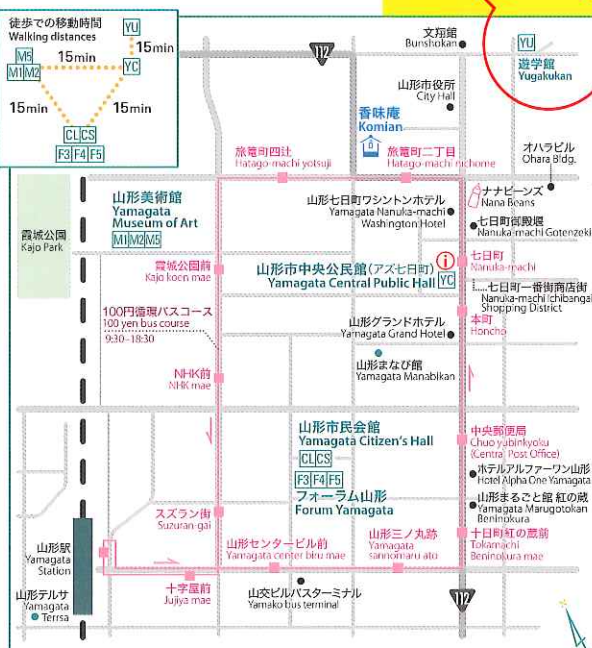 徒歩での移動時間
Walking distances
YU
M5
15min
15min
M1 M2
YC
15min
15min
CL CS
F3 F4 F5
112
文翔館
Bunshokan
YU
遊学館
Yugakukan
山形市役所
City Hall
香味庵
Komian
旅篭町四辻
Hatago-machi yotsuji
旅篭町二丁目
Hatago-machi nichome
オハラビル
Ohara Bldg.
霞城公園
Kajo Park
山形美術館
Yamagata
Museum of Art
M1 M2 M5
山形七日町ワシントンホテル
Yamagata Nanuka-machi
Washington Hotel
ナナビーンズ
Nana Beans
七日町御殿堰
Nanuka-machi Gotenzeki
霞城公園前
Kajo koen mae
山形市中央公民館(アズ七日町)
Yamagata Central Public Hall
YC
i
七日町
Nanuka-machi
七日町一番街商店街
Nanuka-machi Ichibangai
Shopping District
100円循環バスコース
100 yen bus course
9:30-18:30
山形グランドホテル
Yamagata Grand Hotel
本町
Honcho
山形まなび館
Yamagata Manabikan
NHK前
NHK mae
山形市民会館
Yamagata Citizen's Hall
CL CS
F3 F4 F5
フォーラム山形
Forum Yamagata
中央郵便局
Chuo yubinkyoku
(Central Post Office)
ホテルアルファーワン山形
Hotel Alpha One Yamagata
山形まるごと館 紅の蔵
Yamagata Marugotokan
Beninokura
スズラン街
Suzuran-gai
山形駅
Yamagata
Station
山形センタービル前
Yamagata center biru mae
山形三ノ丸跡
Yamagata
sannomaru ato
十日町紅の蔵前
Tokamachi
Beninokura mae
山形テルサ
Yamagata
Terrsa
十字屋前
Jujiya mae
山交ビルバスターミナル
Yamako bus terminal
112